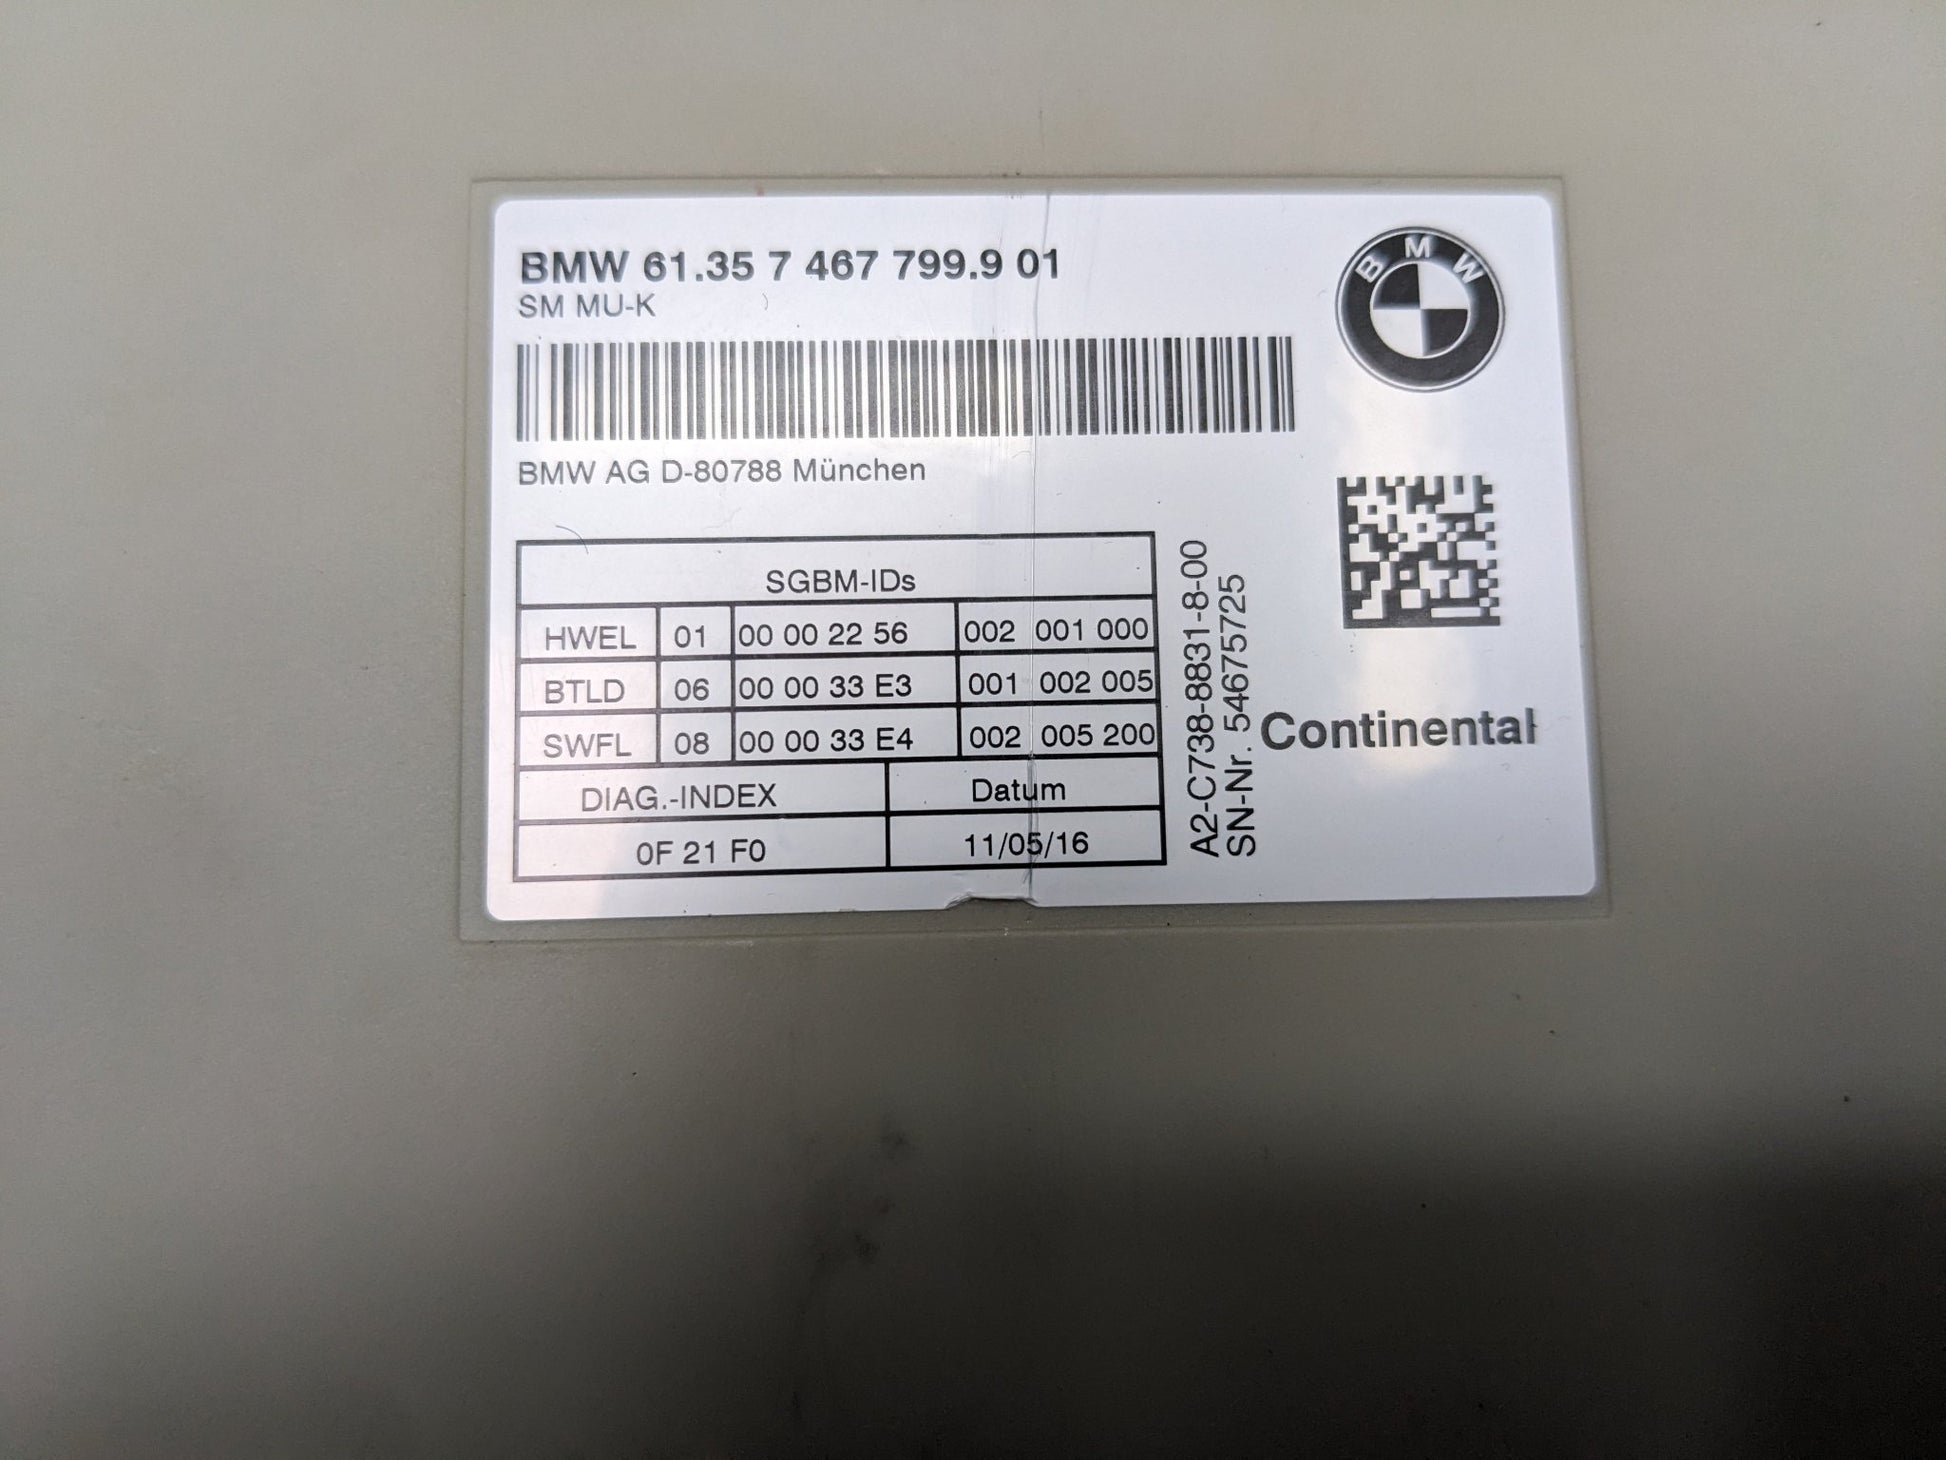 BMW 61.35 7 467 799.9 01
SM MU-K
BMW
BMW AG D-80788 München
SGBM-IDs
HWEL 01 00 00 22 56 002 001 000
BTLD 06 00 00 33 E3 001 002 005
SWFL 08 00 00 33 E4 002 005 200
DIAG.-INDEX Datum
0F 21 F0 11/05/16
A2-C738-8831-8-00
SN-Nr. 54675725
Continental